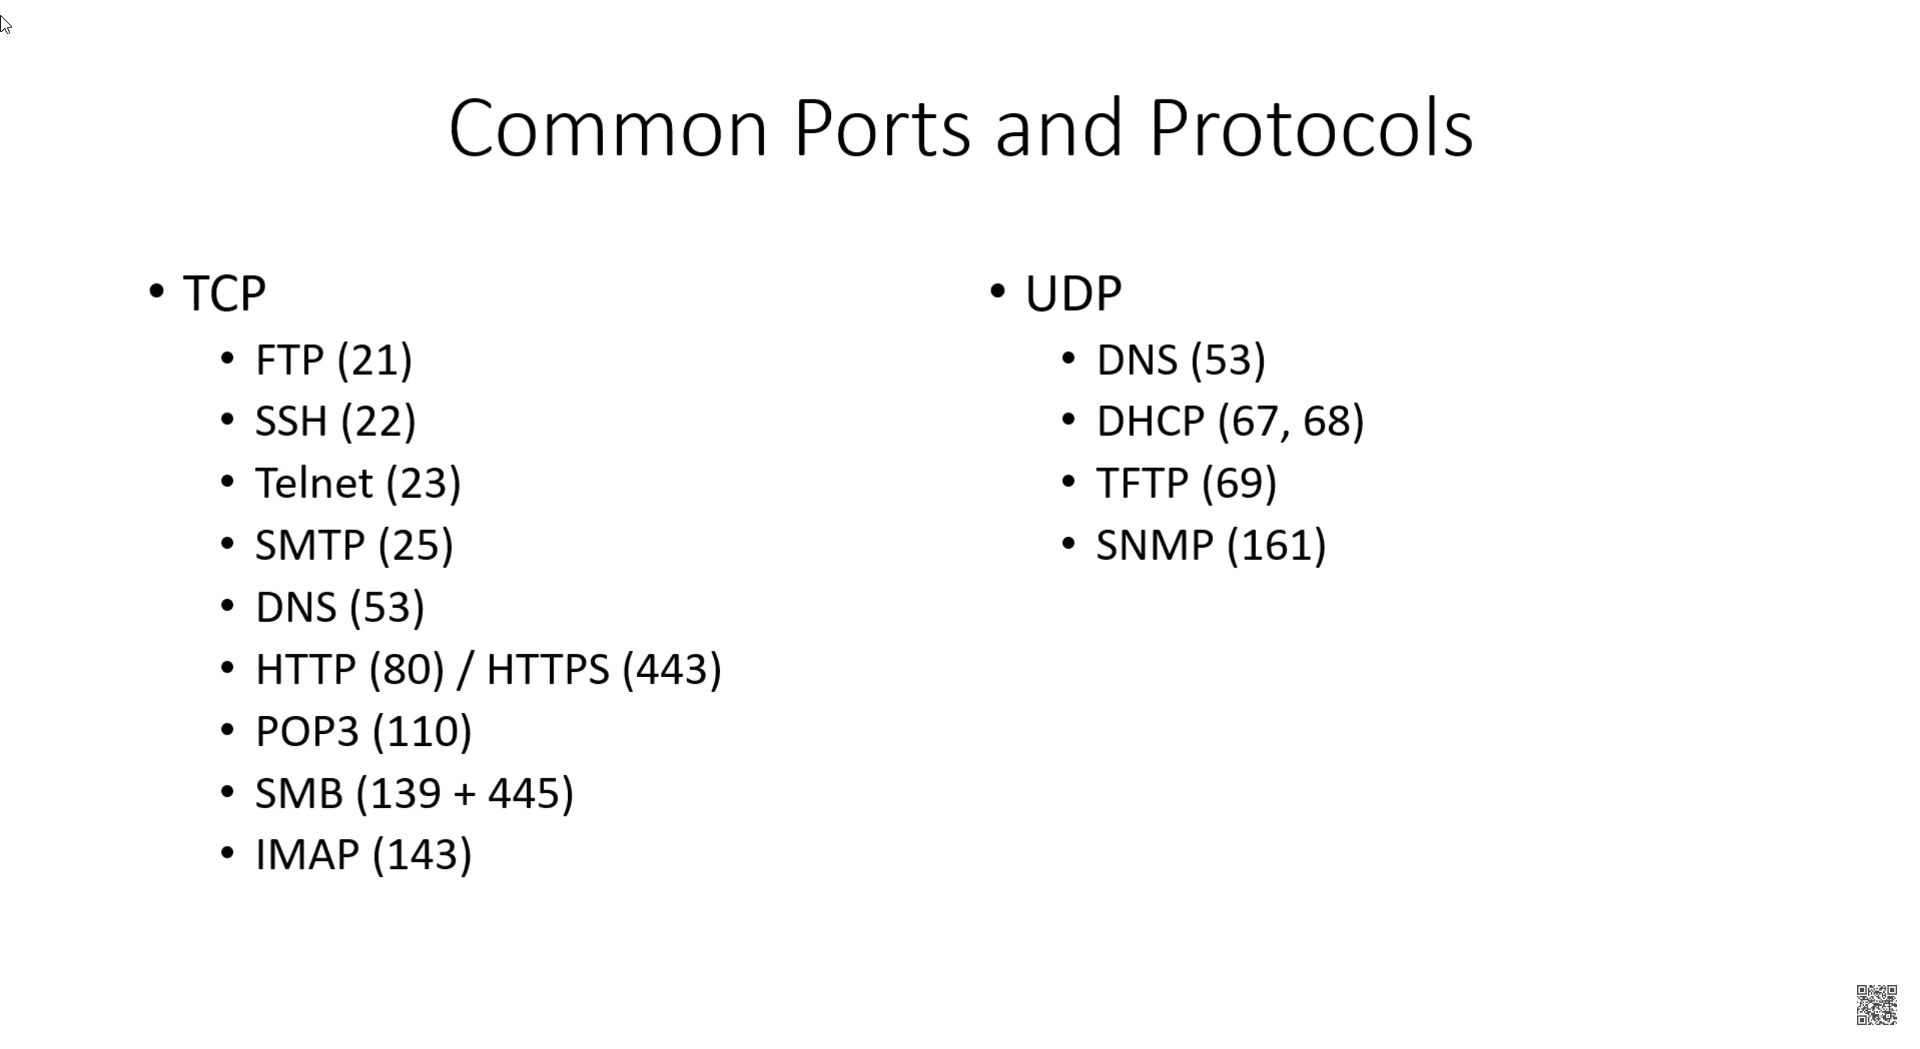 Common Ports and Protocols
• TCP
• FTP (21)
• SSH (22)
• Telnet (23)
• SMTP (25)
• DNS (53)
• HTTP (80) / HTTPS (443)
• POP3 (110)
• SMB (139 + 445)
• IMAP (143)
• UDP
• DNS (53)
• DHCP (67, 68)
• TFTP (69)
• SNMP (161)